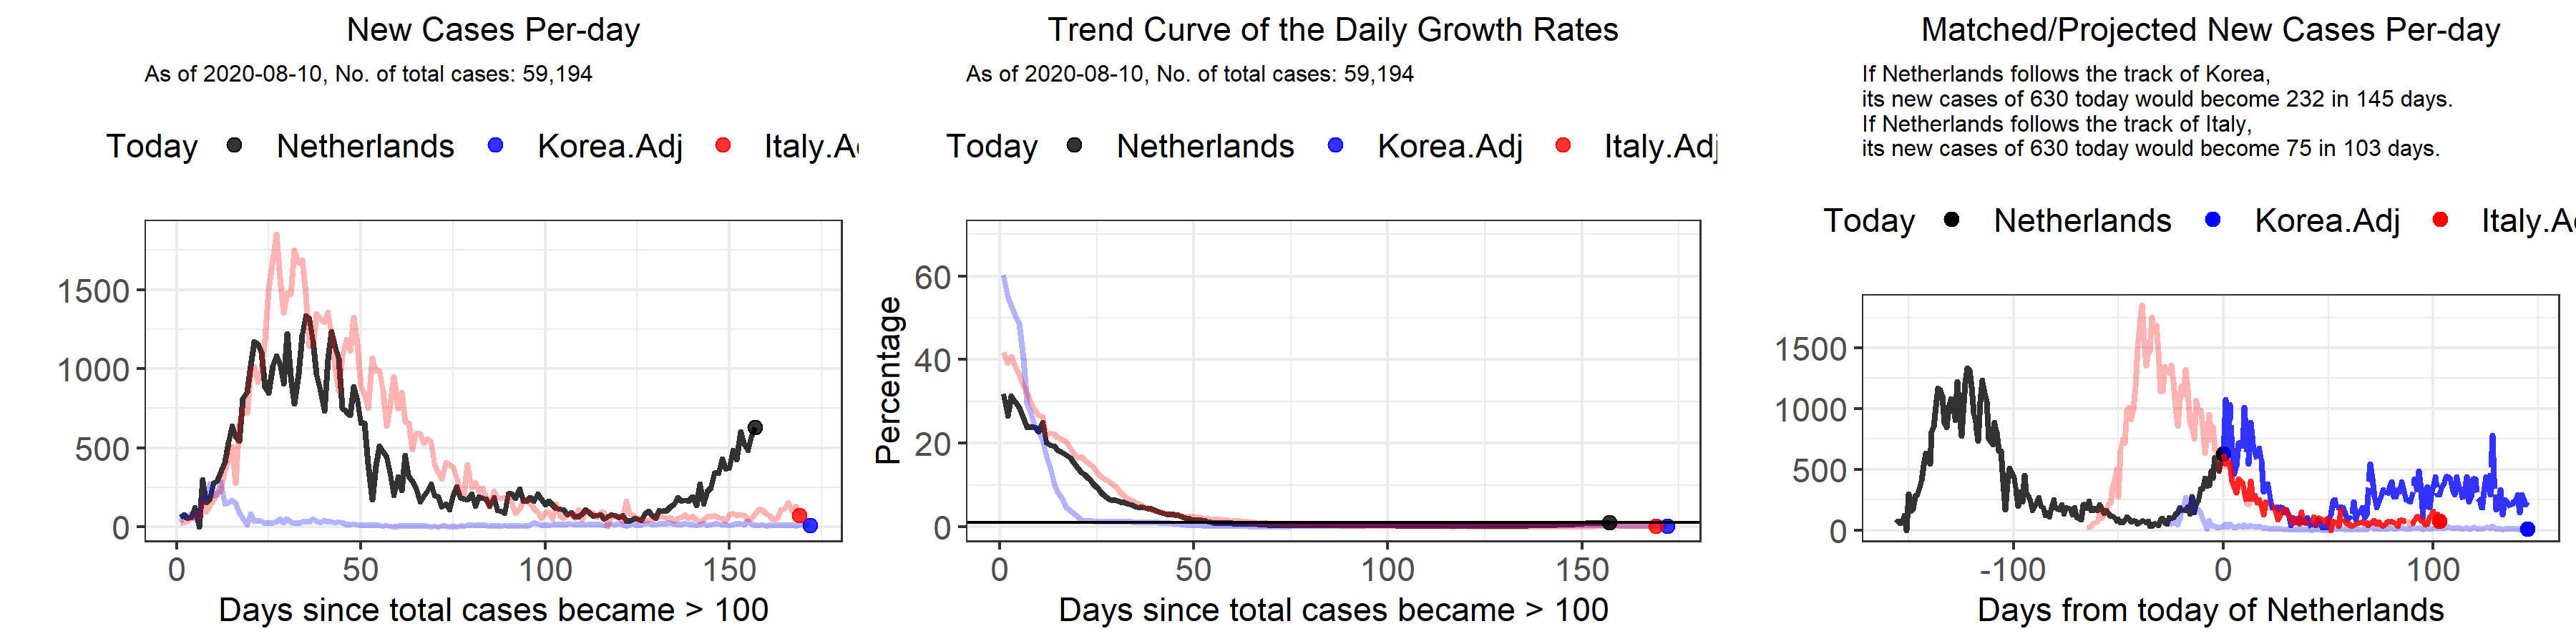 New Cases Per-day
As of 2020-08-10, No. of total cases: 59,194
Today Netherlands Korea.Adj Italy.A
1500
1000
500
0
0 50 100 150
Days since total cases became > 100
Trend Curve of the Daily Growth Rates
As of 2020-08-10, No. of total cases: 59,194
Today Netherlands Korea.Adj Italy.Adj
Percentage
60
40
20
0
0 50 100 150
Days since total cases became > 100
Matched/Projected New Cases Per-day
If Netherlands follows the track of Korea,
its new cases of 630 today would become 232 in 145 days.
If Netherlands follows the track of Italy,
its new cases of 630 today would become 75 in 103 days.
Today Netherlands Korea.Adj Italy.A
1500
1000
500
0
-100 0 100
Days from today of Netherlands